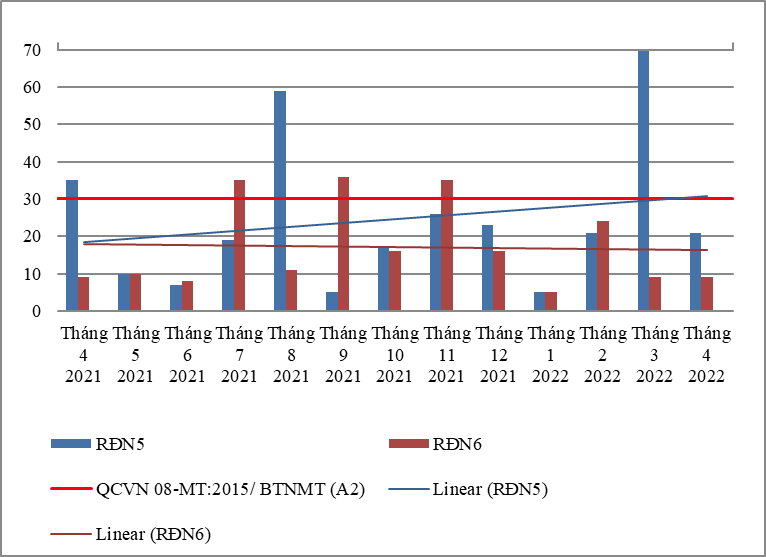 70
60
50
40
30
20
10
0
Tháng Tháng Tháng Tháng Tháng Tháng Tháng Tháng Tháng Tháng Tháng Tháng Tháng
4 5 6 7 8 9 10 11 12 1 2 3 4
2021 2021 2021 2021 2021 2021 2021 2021 2021 2022 2022 2022 2022
RĐN5 RĐN6
QCVN 08-MT:2015/ BTNMT (A2) Linear (RĐN5)
Linear (RĐN6)